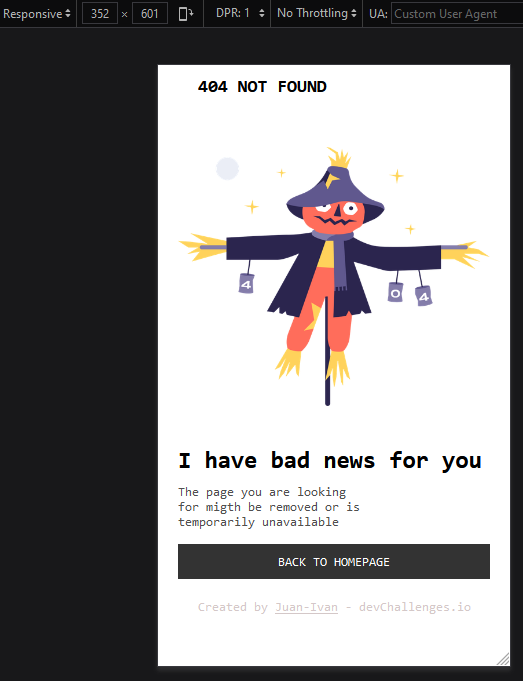 Responsive 352 × 601 DPR: 1 No Throttling UA: Custom User Agent
404 NOT FOUND
4
0
4
I have bad news for you
The page you are looking
for migth be removed or is
temporarily unavailable
BACK TO HOMEPAGE
Created by Juan-Ivan - devChallenges.io